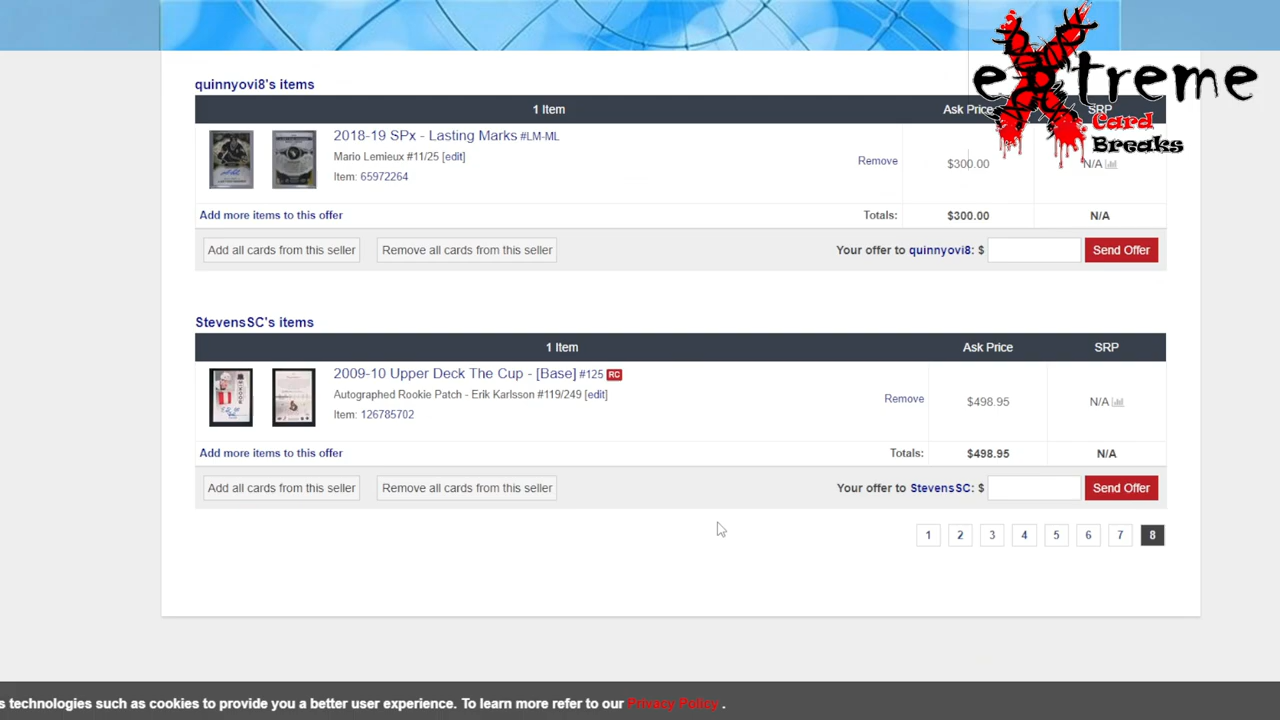 eXtreme
Card
Breaks
quinnyovi8's items
1 Item
Ask Price
SRP
2018-19 SPx - Lasting Marks #LM-ML
Mario Lemieux #11/25 [edit]
Item: 65972264
Remove
$300.00
N/A
Add more items to this offer
Totals:
$300.00
N/A
Add all cards from this seller
Remove all cards from this seller
Your offer to quinnyovi8: $
Send Offer
StevensSC's items
1 Item
Ask Price
SRP
2009-10 Upper Deck The Cup - [Base] #125 RC
Autographed Rookie Patch - Erik Karlsson #119/249 [edit]
Item: 126785702
Remove
$498.95
N/A
Add more items to this offer
Totals:
$498.95
N/A
Add all cards from this seller
Remove all cards from this seller
Your offer to StevensSC: $
Send Offer
1 2 3 4 5 6 7 8
s technologies such as cookies to provide you a better user experience. To learn more refer to our Privacy Policy .